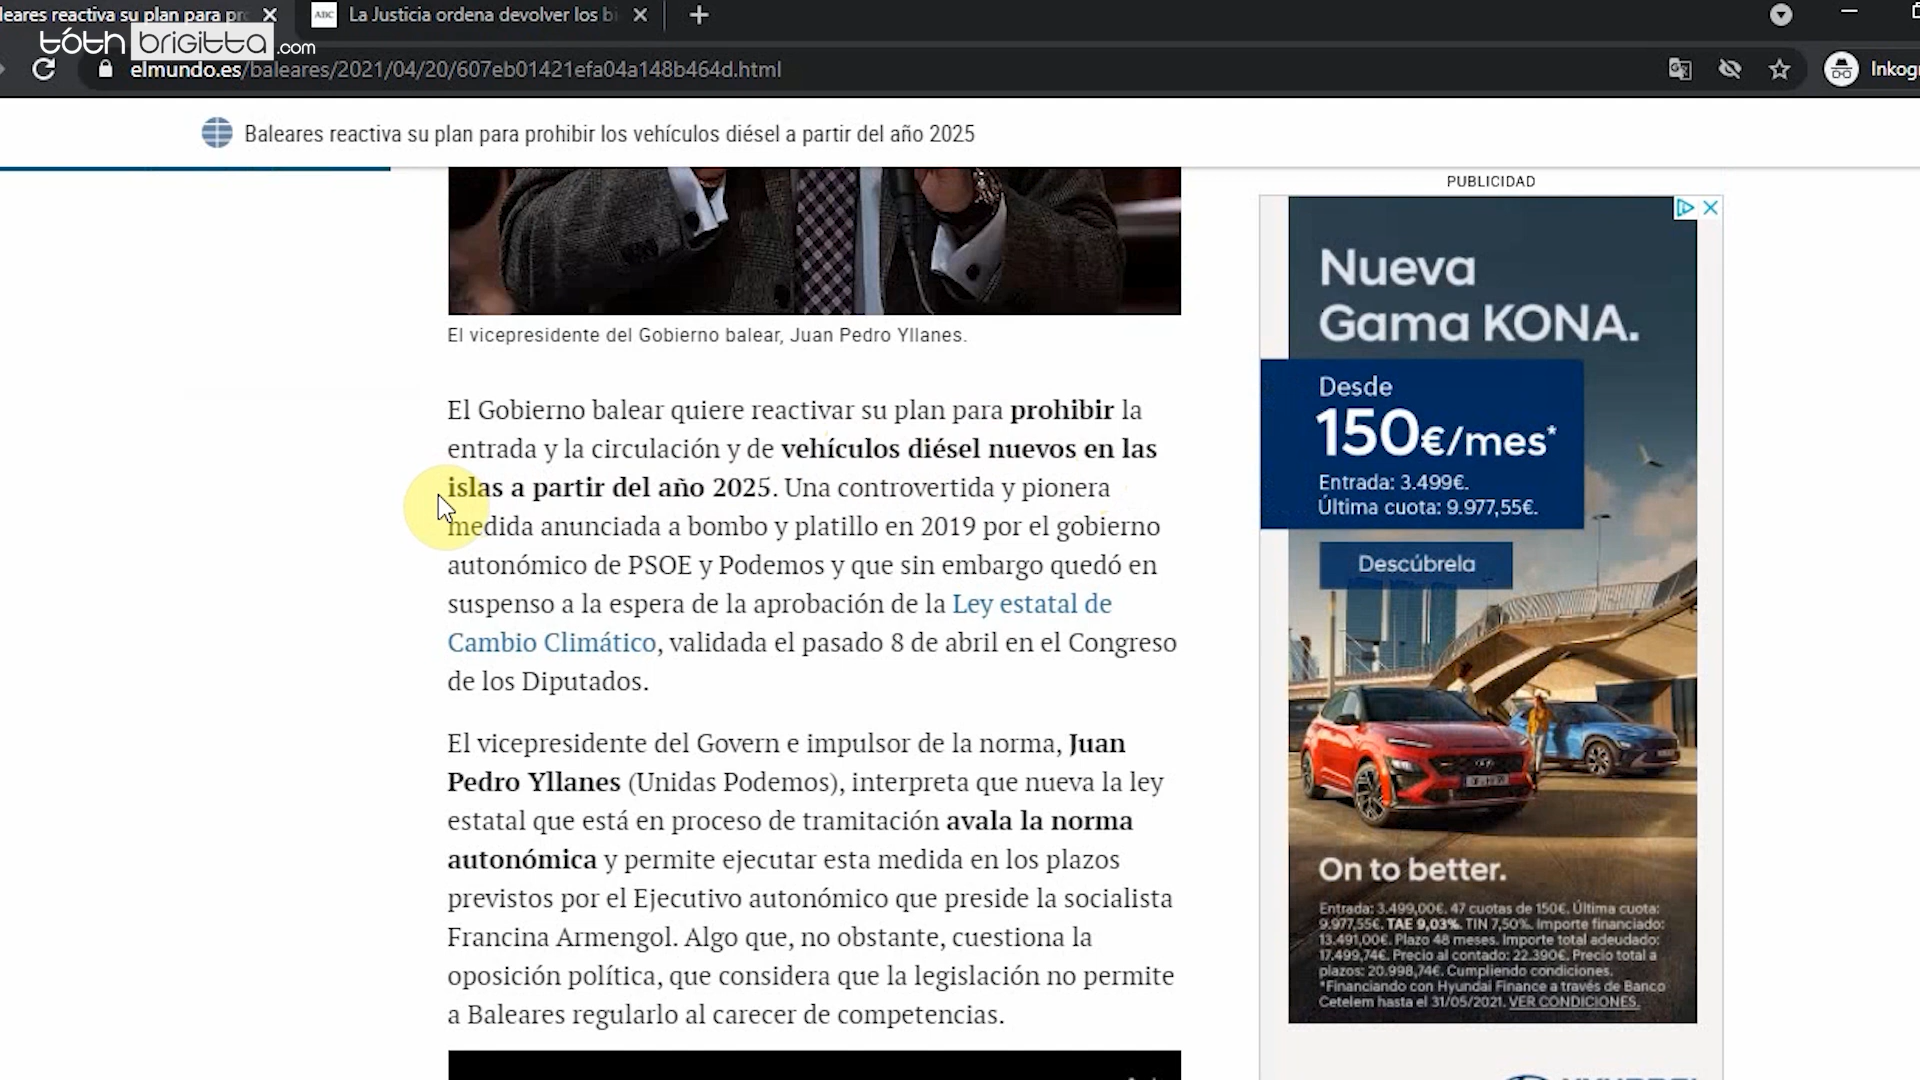 eares reactiva su plan para pr
ABC La Justicia ordena devolver los bi
tóth brigitta .com
elmundo.es/baleares/2021/04/20/607eb01421efa04a148b464d.html
Inkog
Baleares reactiva su plan para prohibir los vehículos diésel a partir del año 2025
El vicepresidente del Gobierno balear, Juan Pedro Yllanes.
El Gobierno balear quiere reactivar su plan para prohibir la
entrada y la circulación y de vehículos diésel nuevos en las
islas a partir del año 2025. Una controvertida y pionera
medida anunciada a bombo y platillo en 2019 por el gobierno
autonómico de PSOE y Podemos y que sin embargo quedó en
suspenso a la espera de la aprobación de la Ley estatal de
Cambio Climático, validada el pasado 8 de abril en el Congreso
de los Diputados.
El vicepresidente del Govern e impulsor de la norma, Juan
Pedro Yllanes (Unidas Podemos), interpreta que nueva la ley
estatal que está en proceso de tramitación avala la norma
autonómica y permite ejecutar esta medida en los plazos
previstos por el Ejecutivo autonómico que preside la socialista
Francina Armengol. Algo que, no obstante, cuestiona la
oposición política, que considera que la legislación no permite
a Baleares regularlo al carecer de competencias.
PUBLICIDAD
Nueva
Gama KONA.
Desde
150€/mes*
Entrada: 3.499€.
Última cuota: 9.977,55€.
Descúbrela
On to better.
Entrada: 3.499,00€. 47 cuotas de 150€. Última cuota:
9.977,55€. TAE 9,03%. TIN 7,50%. Importe financiado:
13.491,00€. Plazo 48 meses. Importe total adeudado:
17.499,74€. Precio al contado: 22.390€. Precio total a
plazos: 20.998,74€. Cumpliendo condiciones.
*Financiando con Hyundai Finance a través de Banco
Cetelem hasta el 31/05/2021. VER CONDICIONES.